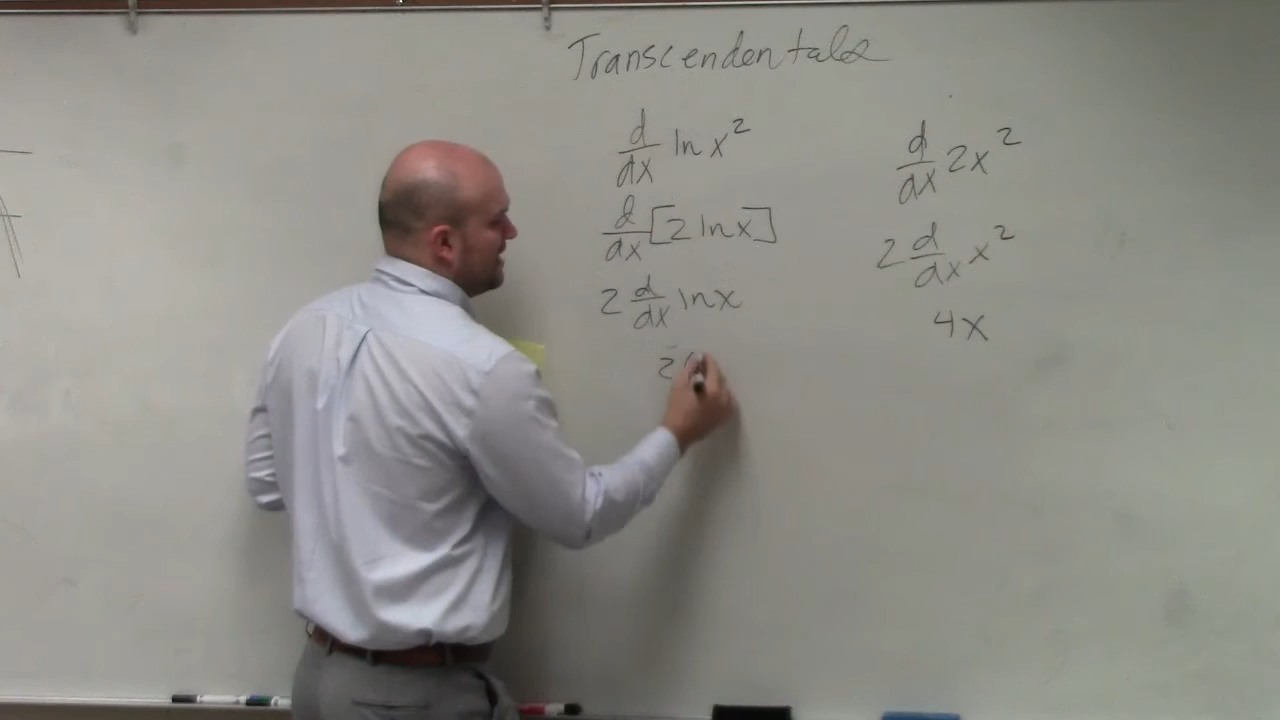 Transcendentals
d/dx ln x²
d/dx [2 ln x]
2 d/dx ln x
2(
d/dx 2x²
2 d/dx x²
4x